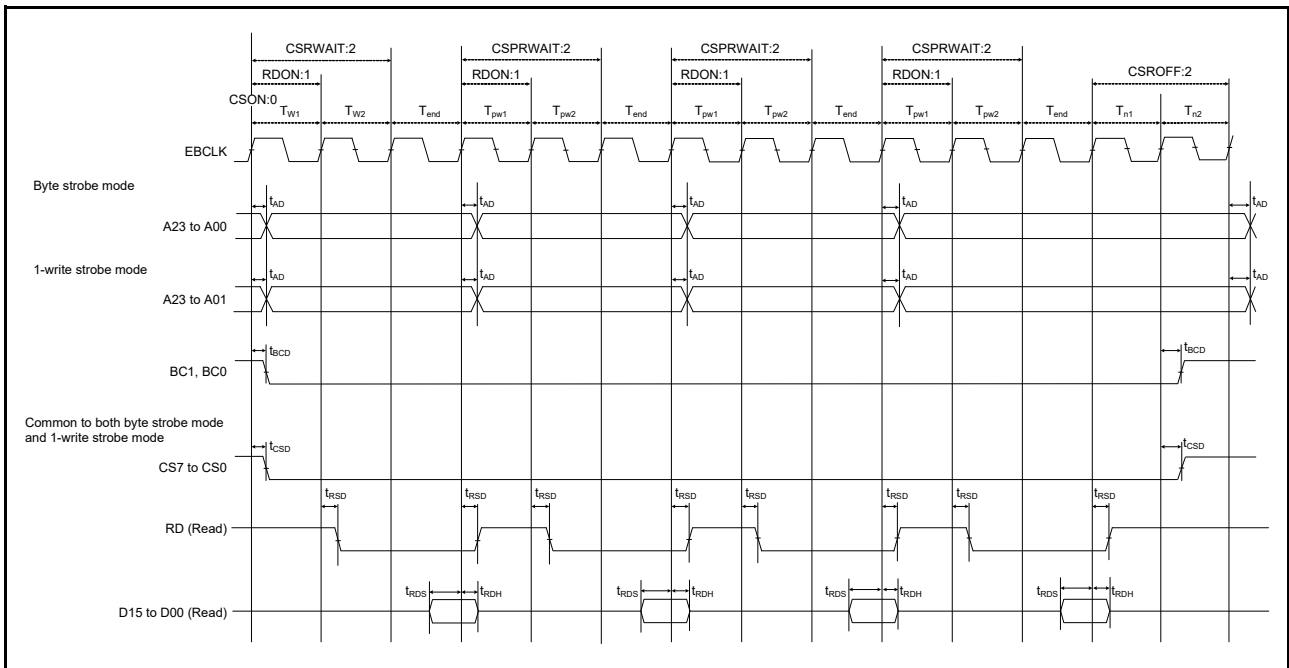 CSRWAIT:2 CSPRWAIT:2 CSPRWAIT:2 CSPRWAIT:2
RDON:1 RDON:1 RDON:1 RDON:1 CSROFF:2
CSON:0
TW1 TW2 Tend Tpw1 Tpw2 Tend Tpw1 Tpw2 Tend Tpw1 Tpw2 Tend Tn1 Tn2
EBCLK
Byte strobe mode
tAD tAD tAD tAD tAD
A23 to A00
1-write strobe mode
tAD tAD tAD tAD tAD
A23 to A01
tBCD tBCD
BC1, BC0
Common to both byte strobe mode
and 1-write strobe mode
tCSD tCSD
CS7 to CS0
tRSD tRSD tRSD tRSD tRSD tRSD tRSD tRSD
RD (Read)
tRDS tRDH tRDS tRDH tRDS tRDH tRDS tRDH
D15 to D00 (Read)